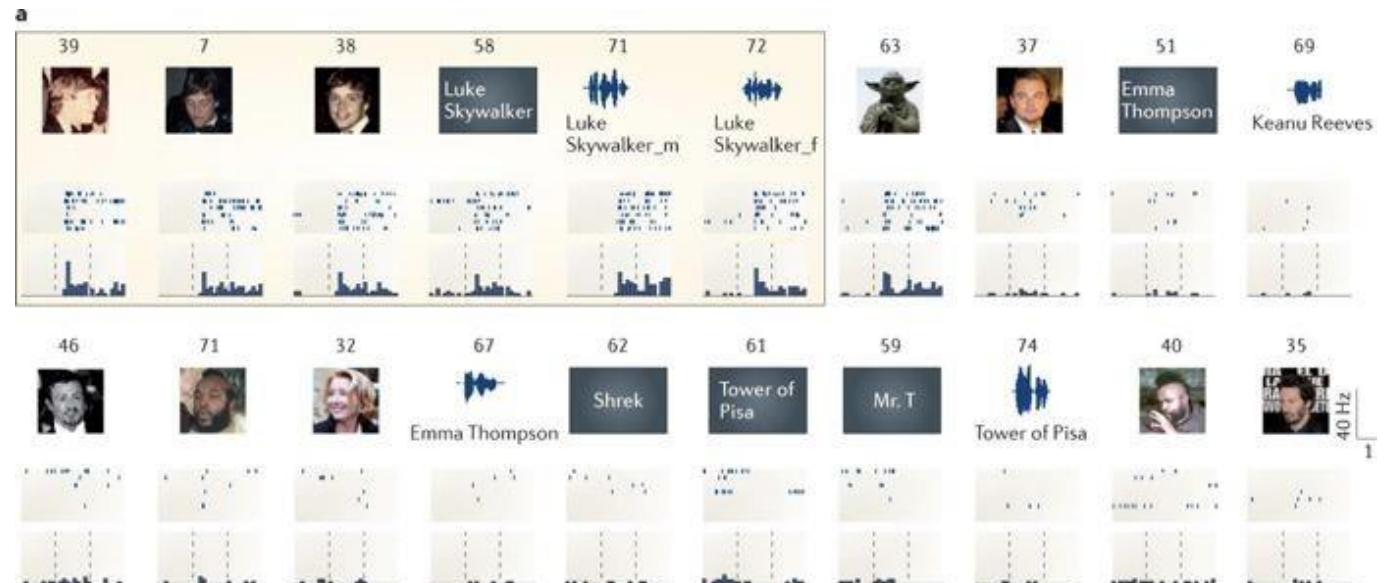 a
39 7 38 58 71 72 63 37 51 69
Luke
Skywalker
Luke
Skywalker_m
Luke
Skywalker_f
Emma
Thompson
Keanu Reeves
46 71 32 67 62 61 59 74 40 35
Emma Thompson
Shrek
Tower of
Pisa
Mr. T
Tower of Pisa
40 Hz
1